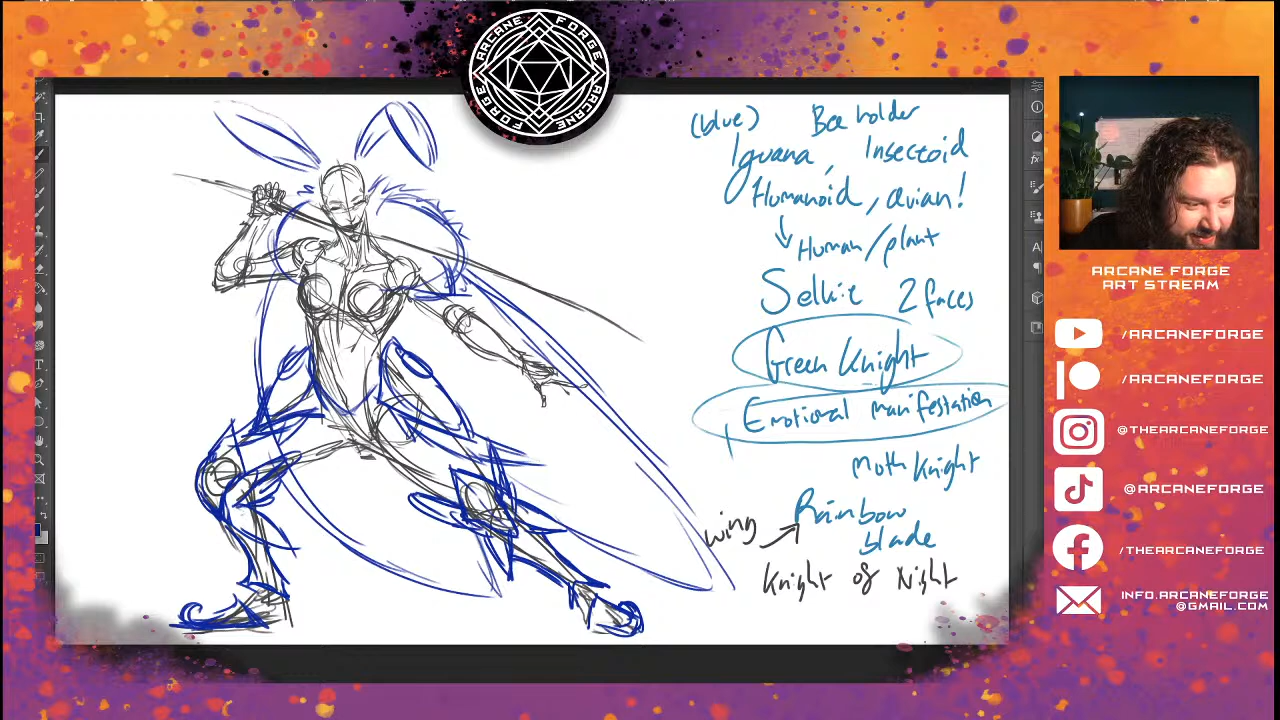 ARCANE FORGE ARCANE FORGE
(blue) Bee holder
Iguana, Insectoid
Humanoid, avian!
Human/plant
Selkie 2 faces
Green Knight
Emotional manifestation
moth Knight
wing Rainbow
blade
Knight of Night
ARCANE FORGE
ART STREAM
/ARCANEFORGE
/ARCANEFORGE
@THEARCANEFORGE
@ARCANEFORGE
/THEARCANEFORGE
INFO.ARCANEFORGE
@GMAIL.COM